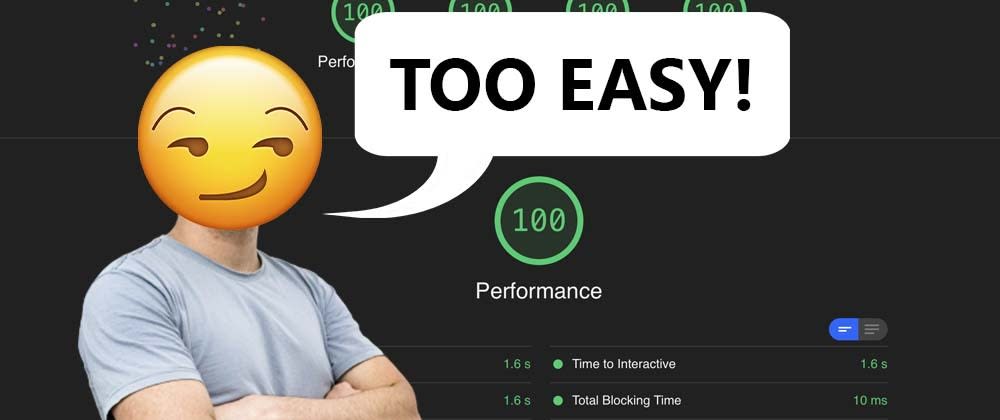 100 100 100 100
Perfo
TOO EASY!
100
Performance
1.6 s
Time to Interactive 1.6 s
1.6 s
Total Blocking Time 10 ms